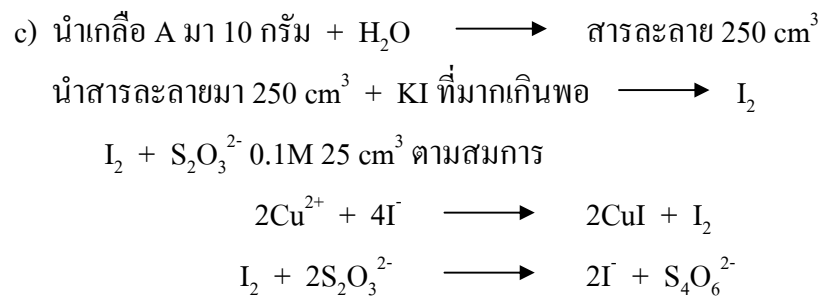 c) นำเกลือ A มา 10 กรัม + H₂O ⟶ สารละลาย 250 cm³
นำสารละลายมา 250 cm³ + KI ที่มากเกินพอ ⟶ I₂
I₂ + S₂O₃²⁻ 0.1M 25 cm³ ตามสมการ
2Cu²⁺ + 4I⁻ ⟶ 2CuI + I₂
I₂ + 2S₂O₃²⁻ ⟶ 2I⁻ + S₄O₆²⁻